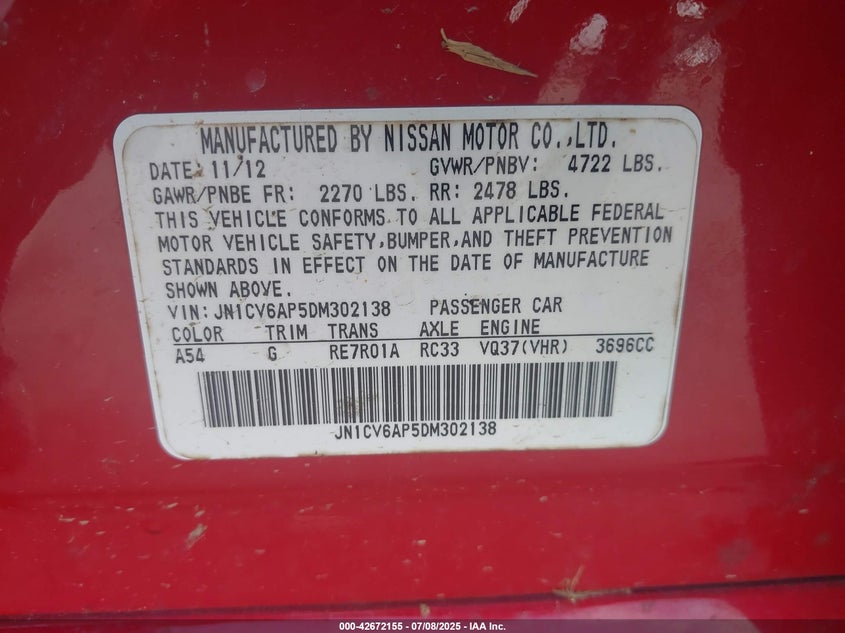 MANUFACTURED BY NISSAN MOTOR CO.,LTD.
DATE: 11/12 GVWR/PNBV: 4722 LBS.
GAWR/PNBE FR: 2270 LBS. RR: 2478 LBS.
THIS VEHICLE CONFORMS TO ALL APPLICABLE FEDERAL
MOTOR VEHICLE SAFETY,BUMPER,AND THEFT PREVENTION
STANDARDS IN EFFECT ON THE DATE OF MANUFACTURE
SHOWN ABOVE.
VIN: JN1CV6AP5DM302138 PASSENGER CAR
COLOR TRIM TRANS AXLE ENGINE
A54 G RE7R01A RC33 VQ37(VHR) 3696CC
JN1CV6AP5DM302138
000-42672155 - 07/08/2025 - IAA Inc.